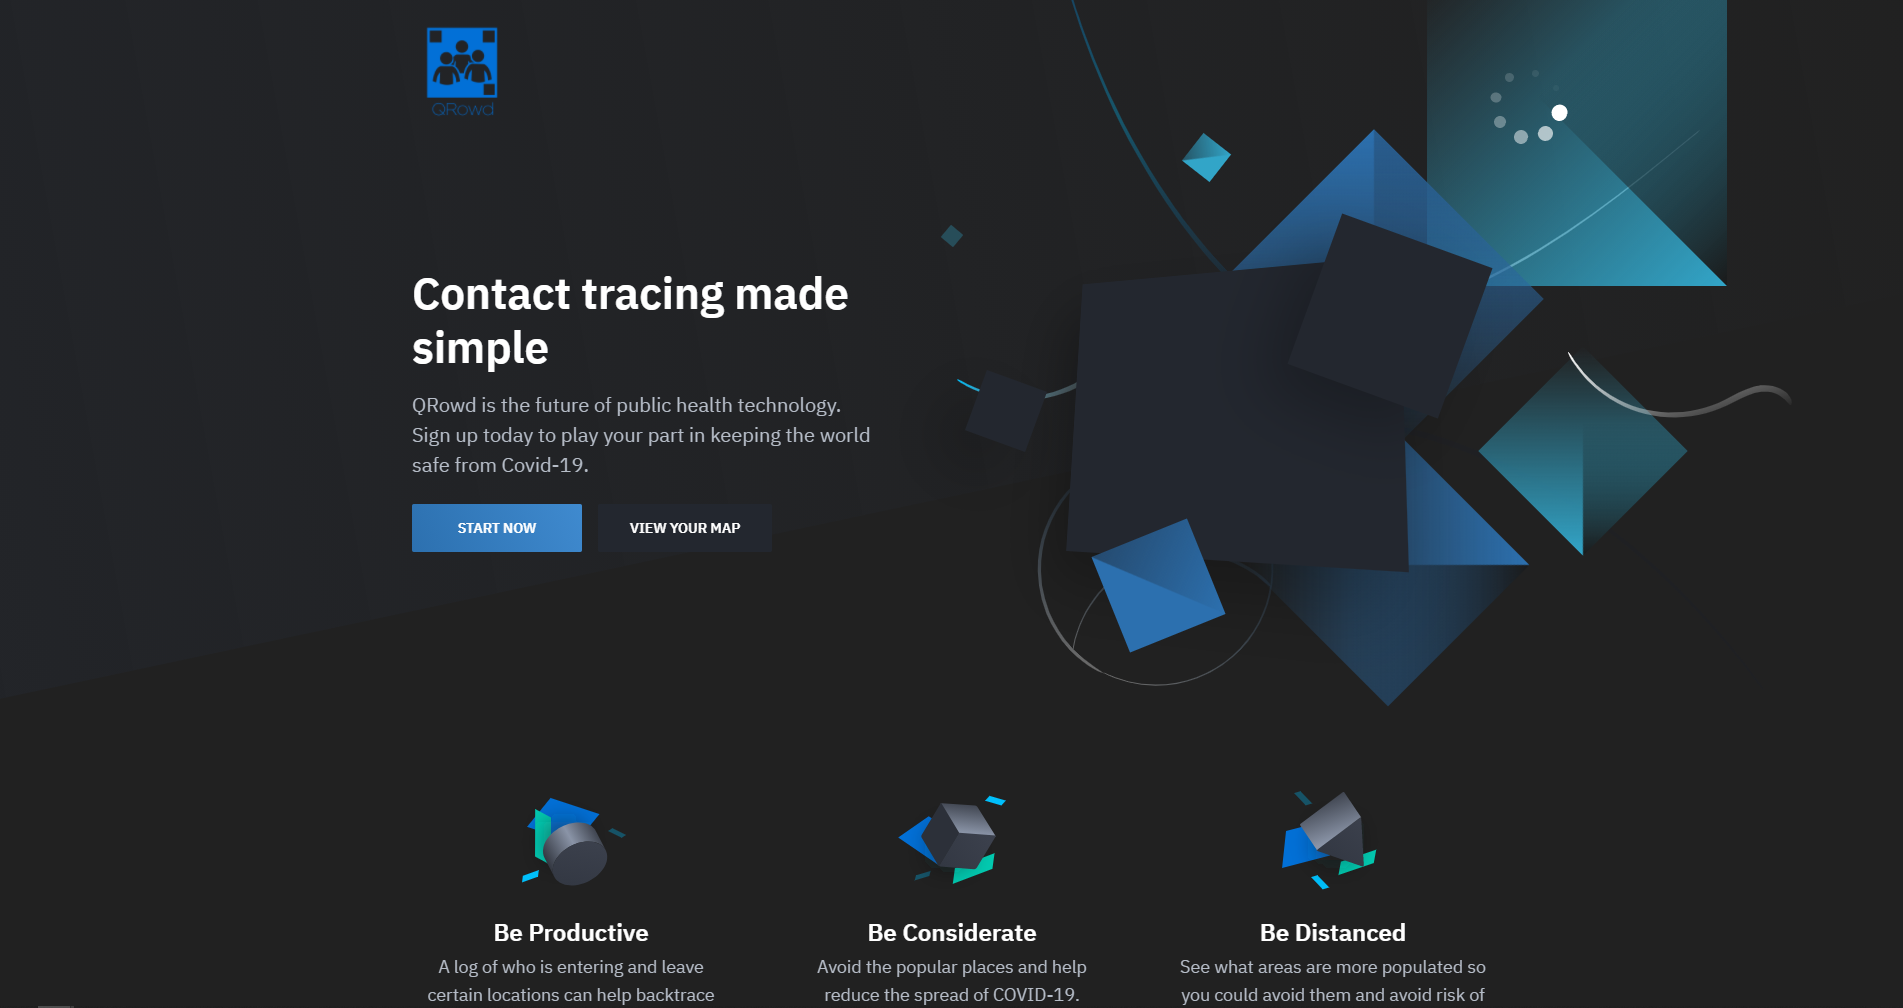 QRowd
Contact tracing made
simple
QRowd is the future of public health technology.
Sign up today to play your part in keeping the world
safe from Covid-19.
START NOW
VIEW YOUR MAP
Be Productive
A log of who is entering and leave
certain locations can help backtrace
Be Considerate
Avoid the popular places and help
reduce the spread of COVID-19.
Be Distanced
See what areas are more populated so
you could avoid them and avoid risk of